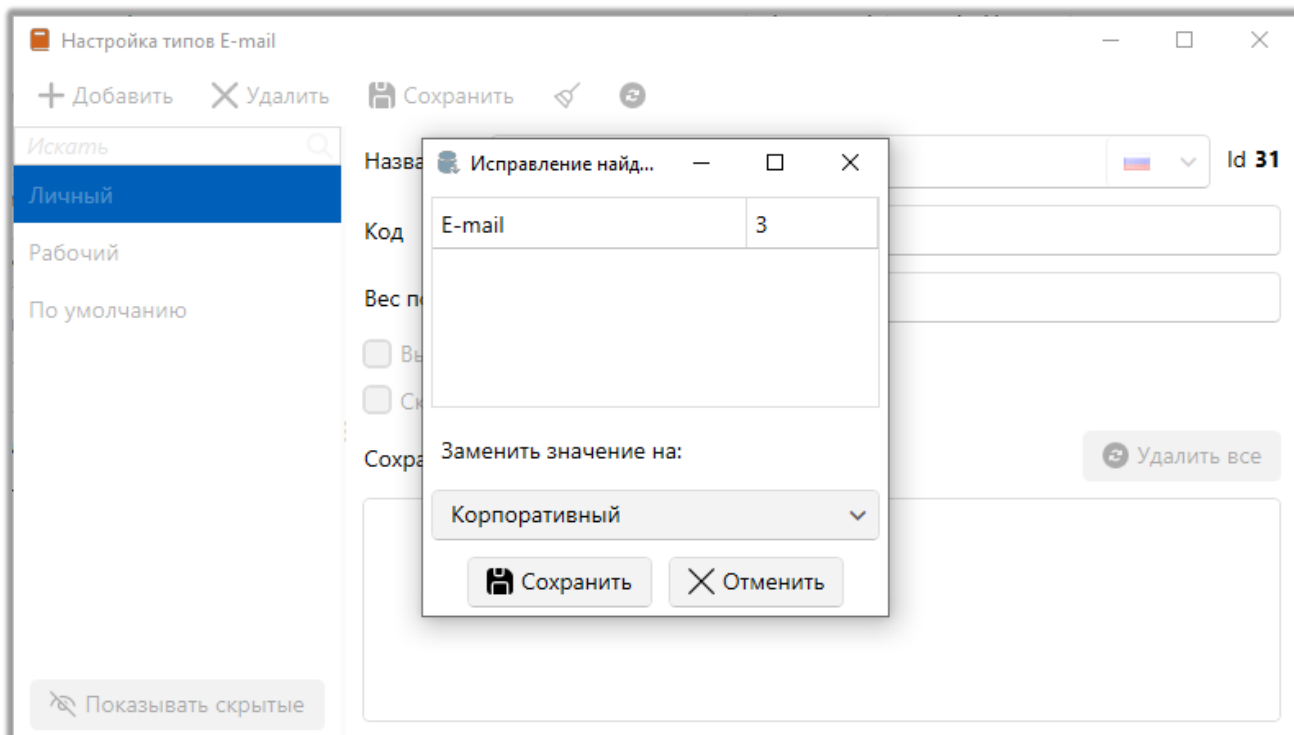 Настройка типов E-mail
Добавить Удалить Сохранить
Искать
Личный
Рабочий
По умолчанию
Показывать скрытые
Id 31
Код
Удалить все
Исправление найд...
E-mail 3
Заменить значение на:
Корпоративный
Сохранить Отменить